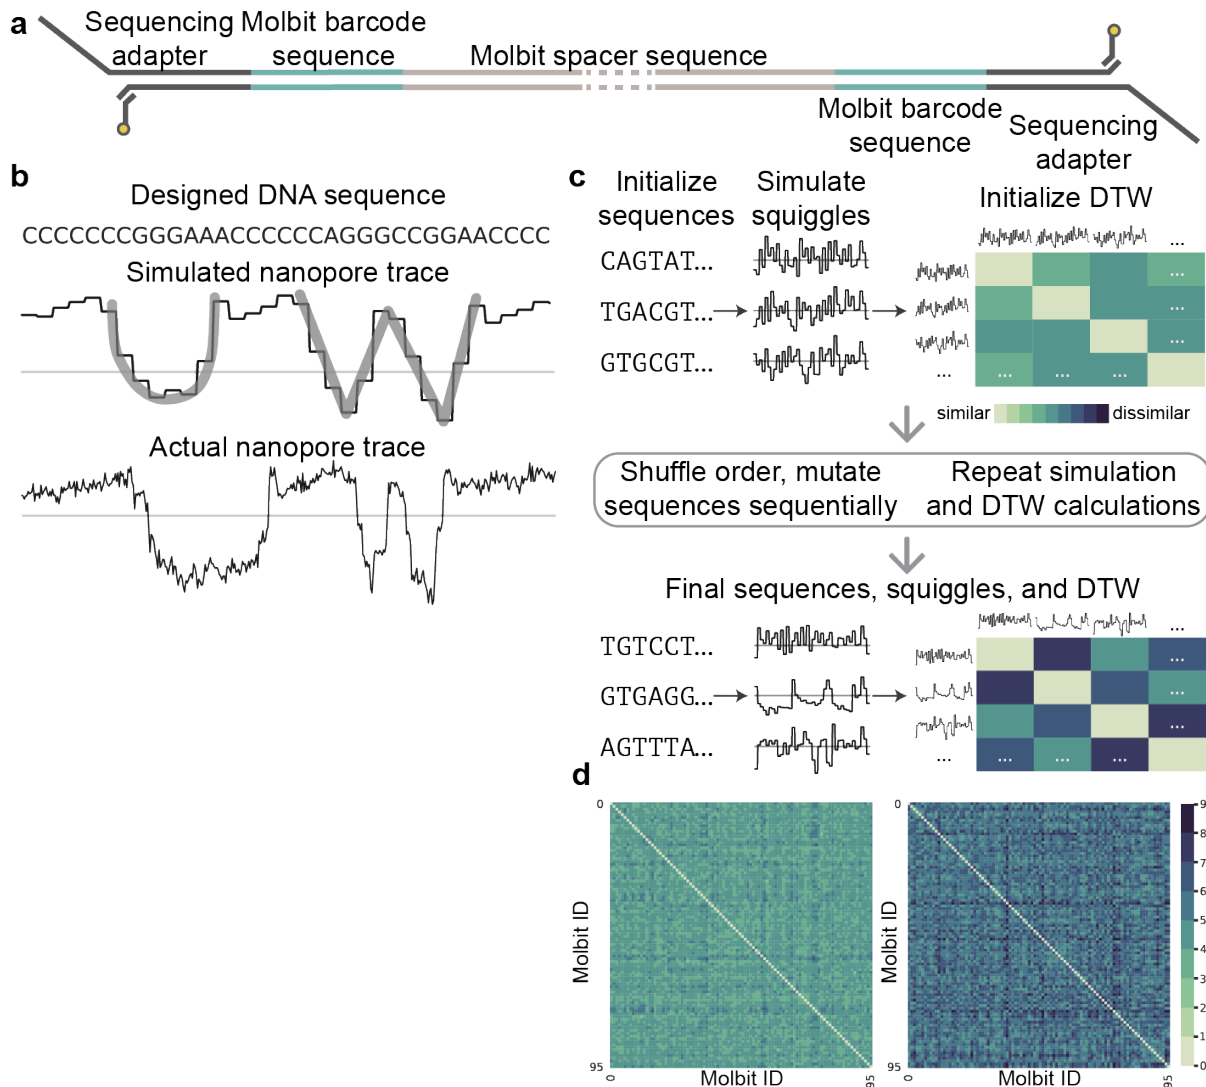 a
Sequencing adapter
Molbit barcode sequence
Molbit spacer sequence
Molbit barcode sequence
Sequencing adapter
b
Designed DNA sequence
CCCCCCCGGGAAACCCCCCAGGGCCGGAACCCC
Simulated nanopore trace
Actual nanopore trace
c
Initialize sequences
Simulate squiggles
Initialize DTW
CAGTAT...
TGACGT...
GTGCGT...
...
...
...
...
... ... ...
similar
dissimilar
Shuffle order, mutate sequences sequentially
Repeat simulation and DTW calculations
Final sequences, squiggles, and DTW
TGTCCT...
GTGAGG...
AGTTTA...
...
...
...
...
... ... ... ...
d
0
95
Molbit ID
0
Molbit ID
95
0
95
Molbit ID
0
Molbit ID
95
9
8
7
6
5
4
3
2
1
0